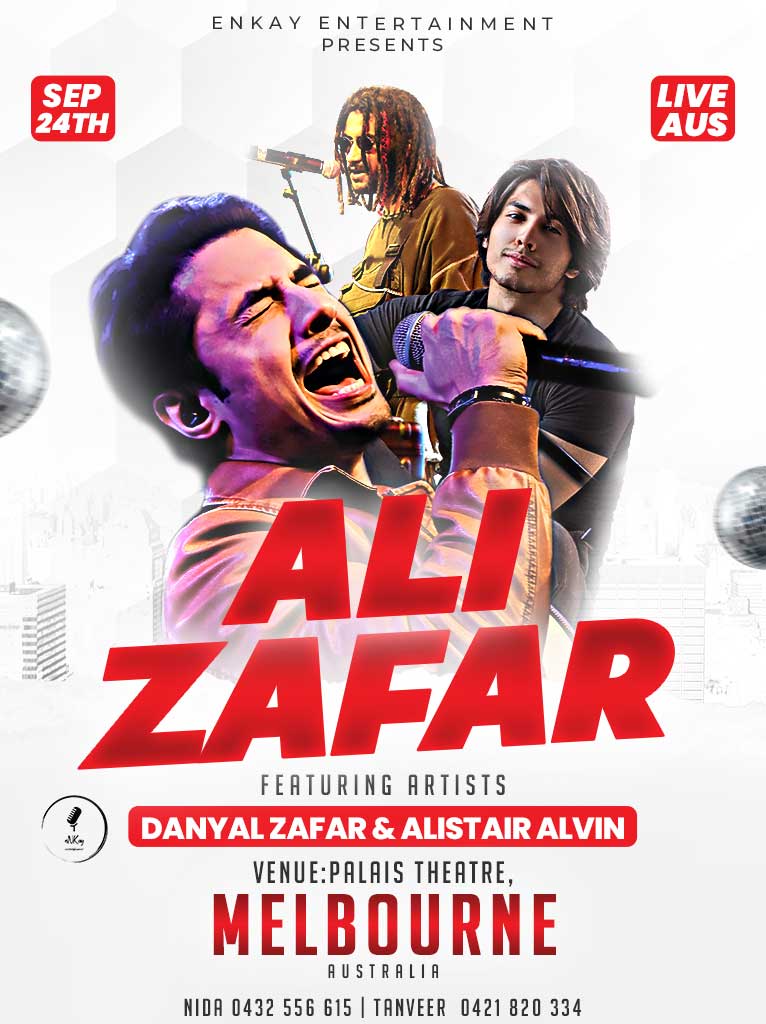 ENKAY ENTERTAINMENT
PRESENTS
SEP
24TH
LIVE
AUS
ALI
ZAFAR
FEATURING ARTISTS
DANYAL ZAFAR & ALISTAIR ALVIN
eNKay
VENUE:PALAIS THEATRE,
MELBOURNE
AUSTRALIA
NIDA 0432 556 615 | TANVEER 0421 820 334